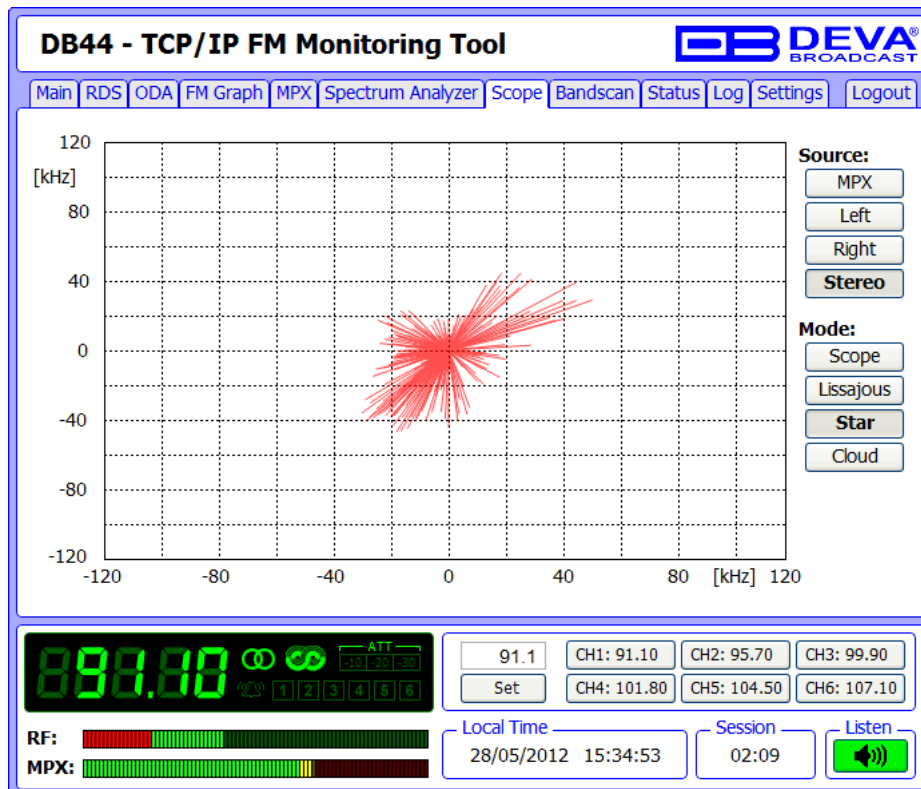 DB44 - TCP/IP FM Monitoring Tool
DEVA®
BROADCAST
Main RDS ODA FM Graph MPX Spectrum Analyzer Scope Bandscan Status Log Settings Logout
120
[kHz]
80
40
0
-40
-80
-120
-120 -80 -40 0 40 80 [kHz] 120
Source:
MPX
Left
Right
Stereo
Mode:
Scope
Lissajous
Star
Cloud
91.10
ATT
-10 -20 -30
1 2 3 4 5 6
91.1
Set
CH1: 91.10 CH2: 95.70 CH3: 99.90
CH4: 101.80 CH5: 104.50 CH6: 107.10
RF:
MPX:
Local Time
28/05/2012 15:34:53
Session
02:09
Listen